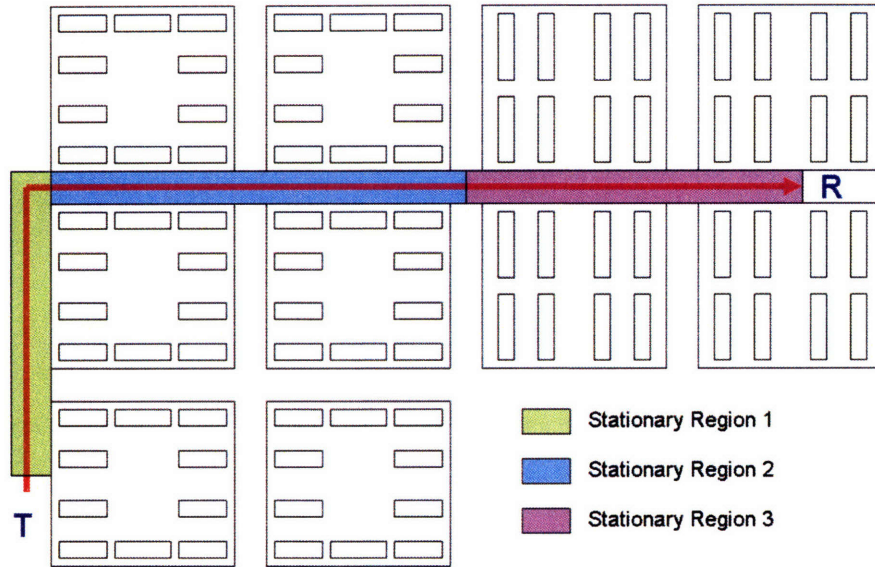 R
T
Stationary Region 1
Stationary Region 2
Stationary Region 3